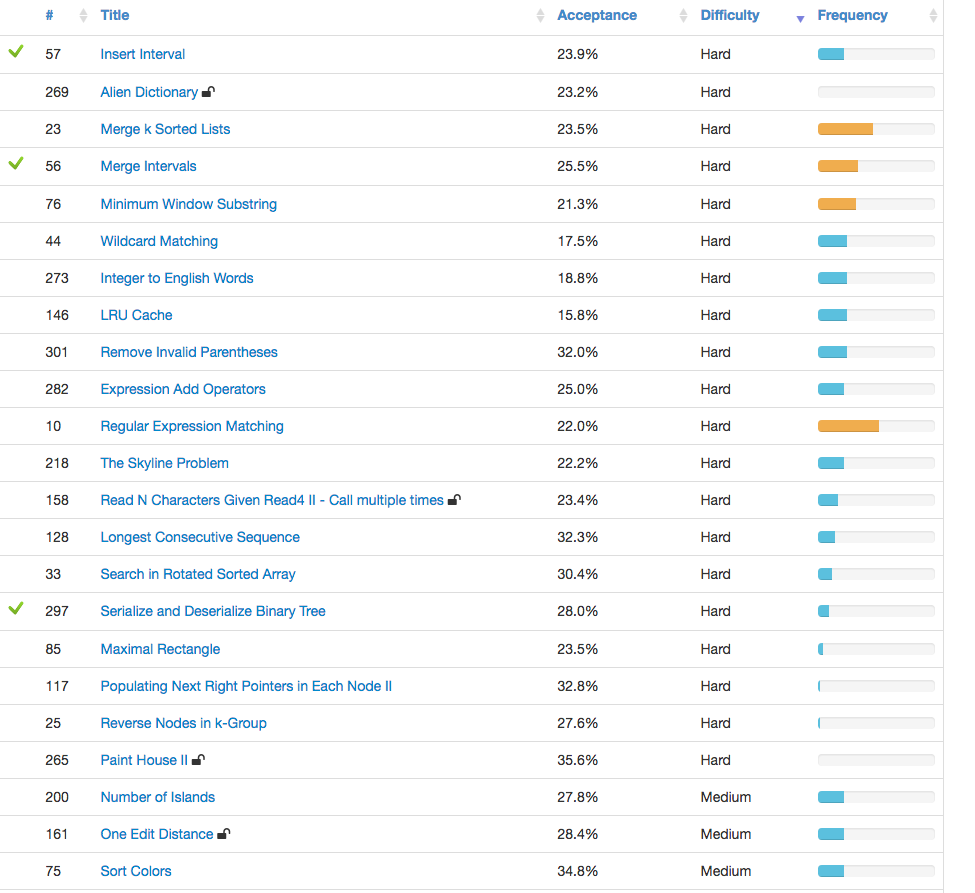 # Title Acceptance Difficulty Frequency
57 Insert Interval 23.9% Hard
269 Alien Dictionary 23.2% Hard
23 Merge k Sorted Lists 23.5% Hard
56 Merge Intervals 25.5% Hard
76 Minimum Window Substring 21.3% Hard
44 Wildcard Matching 17.5% Hard
273 Integer to English Words 18.8% Hard
146 LRU Cache 15.8% Hard
301 Remove Invalid Parentheses 32.0% Hard
282 Expression Add Operators 25.0% Hard
10 Regular Expression Matching 22.0% Hard
218 The Skyline Problem 22.2% Hard
158 Read N Characters Given Read4 II - Call multiple times 23.4% Hard
128 Longest Consecutive Sequence 32.3% Hard
33 Search in Rotated Sorted Array 30.4% Hard
297 Serialize and Deserialize Binary Tree 28.0% Hard
85 Maximal Rectangle 23.5% Hard
117 Populating Next Right Pointers in Each Node II 32.8% Hard
25 Reverse Nodes in k-Group 27.6% Hard
265 Paint House II 35.6% Hard
200 Number of Islands 27.8% Medium
161 One Edit Distance 28.4% Medium
75 Sort Colors 34.8% Medium